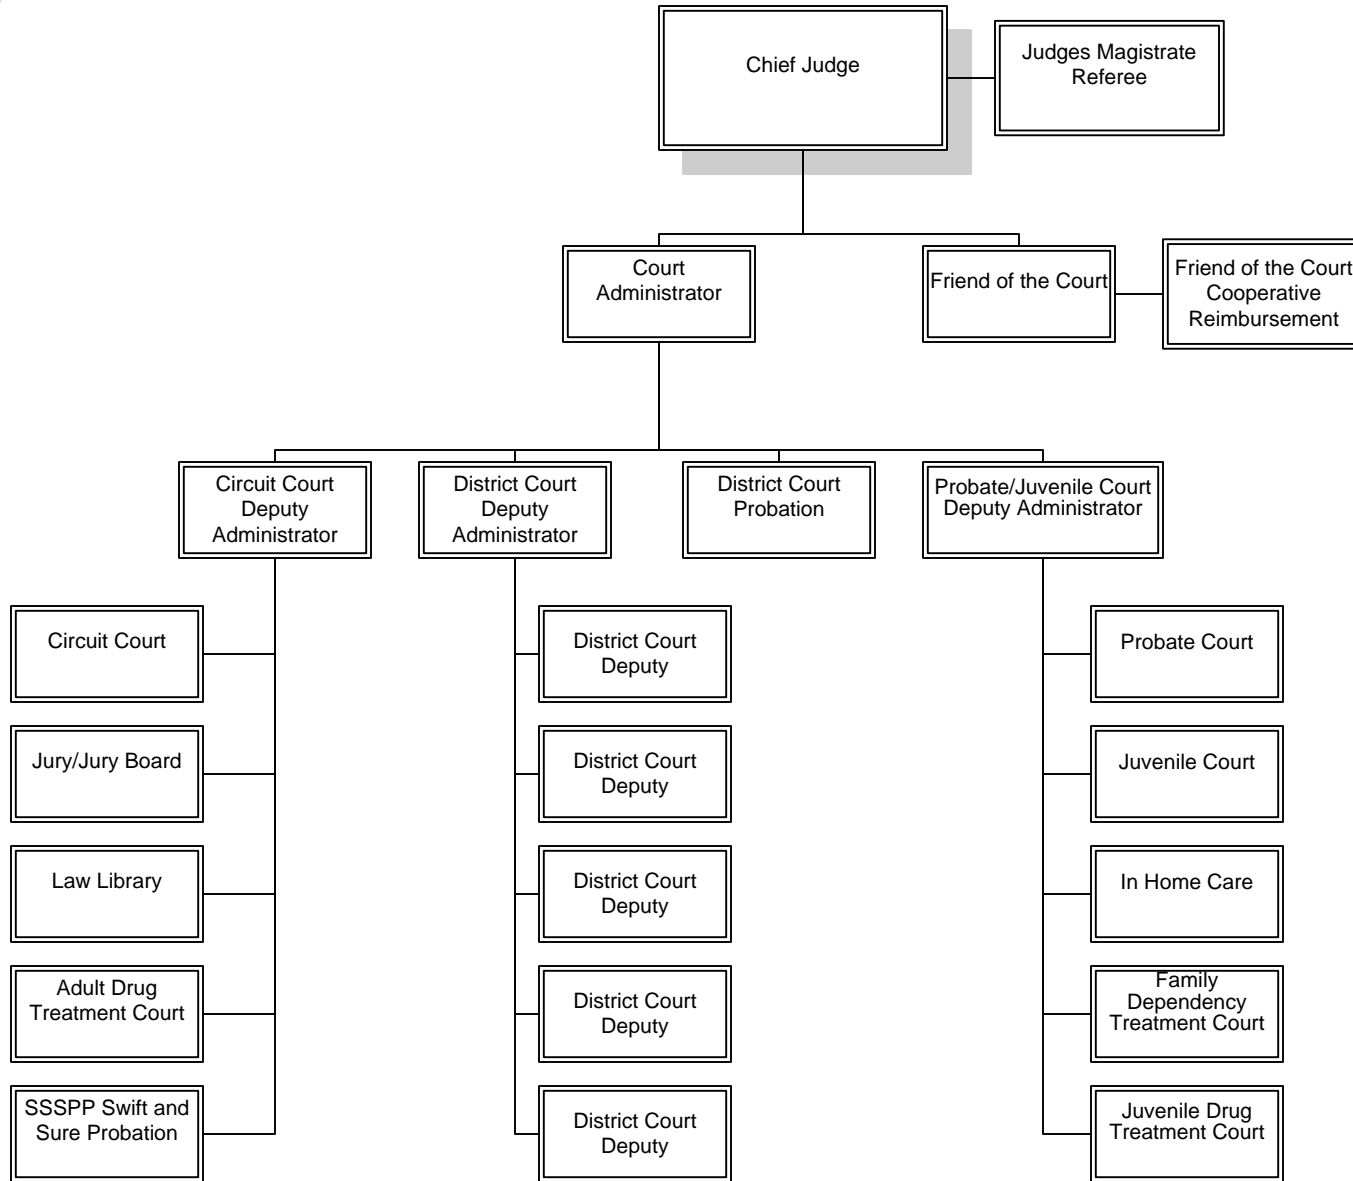 Chief Judge
Judges Magistrate
Referee
Court
Administrator
Friend of the Court
Friend of the Court
Cooperative
Reimbursement
Circuit Court
Deputy
Administrator
District Court
Deputy
Administrator
District Court
Probation
Probate/Juvenile Court
Deputy Administrator
Circuit Court
District Court
Deputy
Probate Court
Jury/Jury Board
District Court
Deputy
Juvenile Court
Law Library
District Court
Deputy
In Home Care
Adult Drug
Treatment Court
District Court
Deputy
Family
Dependency
Treatment Court
SSSPP Swift and
Sure Probation
District Court
Deputy
Juvenile Drug
Treatment Court